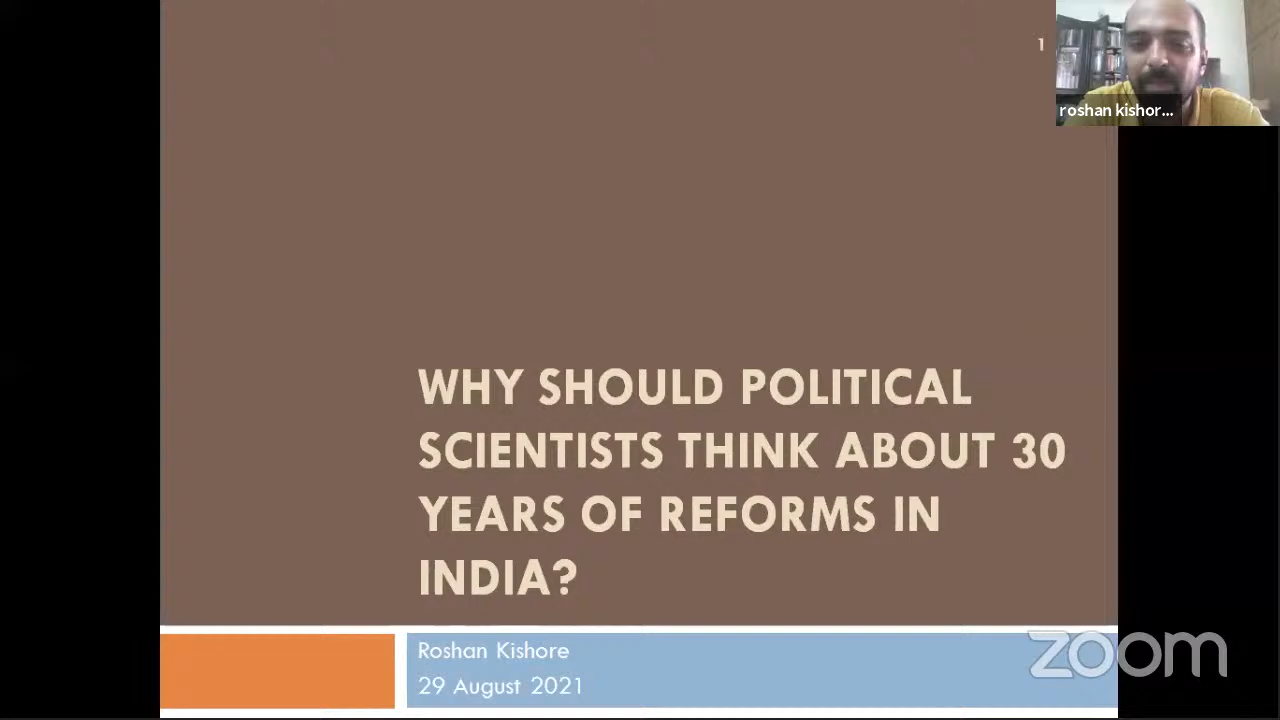 1
roshan kishor...
WHY SHOULD POLITICAL
SCIENTISTS THINK ABOUT 30
YEARS OF REFORMS IN
INDIA?
Roshan Kishore
29 August 2021
zoom